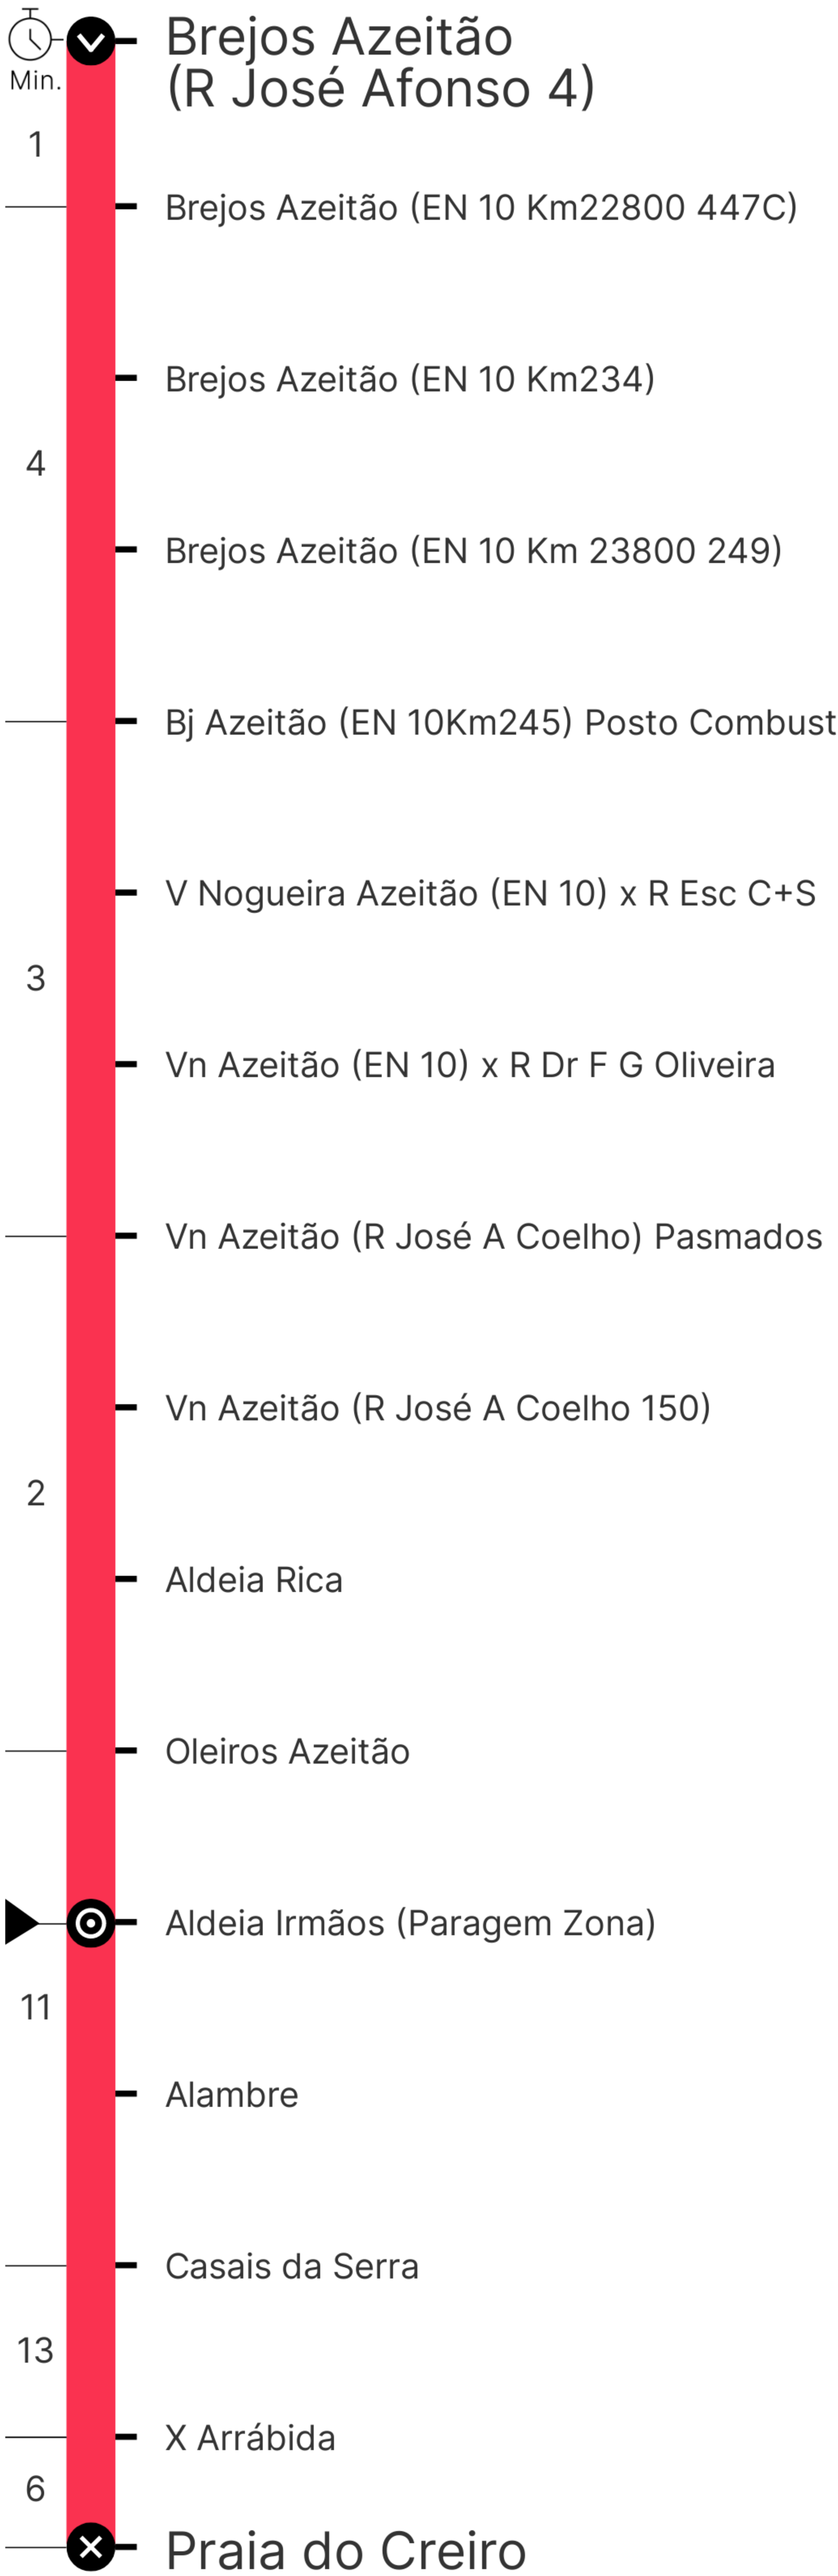 Min.
Brejos Azeitão
(R José Afonso 4)
1
Brejos Azeitão (EN 10 Km22800 447C)
Brejos Azeitão (EN 10 Km234)
4
Brejos Azeitão (EN 10 Km 23800 249)
Bj Azeitão (EN 10Km245) Posto Combust
V Nogueira Azeitão (EN 10) x R Esc C+S
3
Vn Azeitão (EN 10) x R Dr F G Oliveira
Vn Azeitão (R José A Coelho) Pasmados
Vn Azeitão (R José A Coelho 150)
2
Aldeia Rica
Oleiros Azeitão
Aldeia Irmãos (Paragem Zona)
11
Alambre
Casais da Serra
13
X Arrábida
6
Praia do Creiro